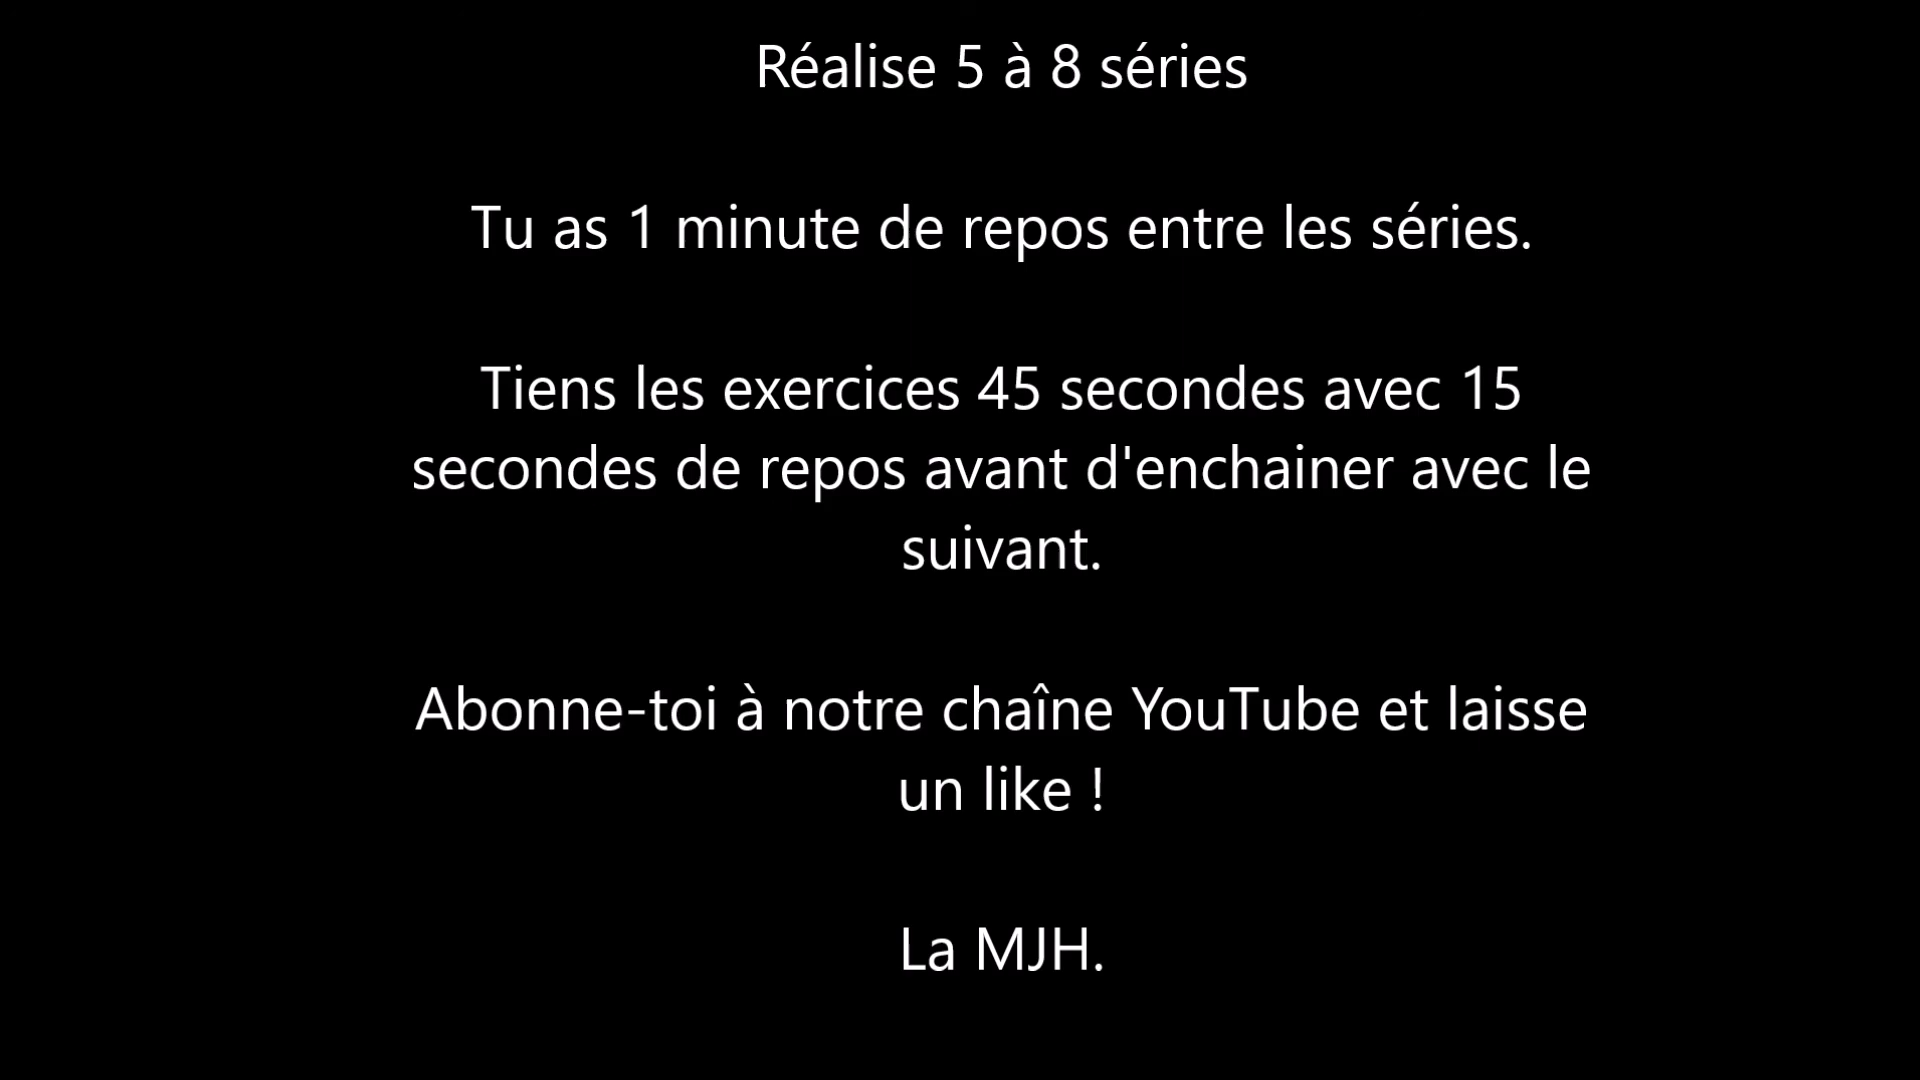 Réalise 5 à 8 séries
Tu as 1 minute de repos entre les séries.
Tiens les exercices 45 secondes avec 15
secondes de repos avant d'enchainer avec le
suivant.
Abonne-toi à notre chaîne YouTube et laisse
un like !
La MJH.